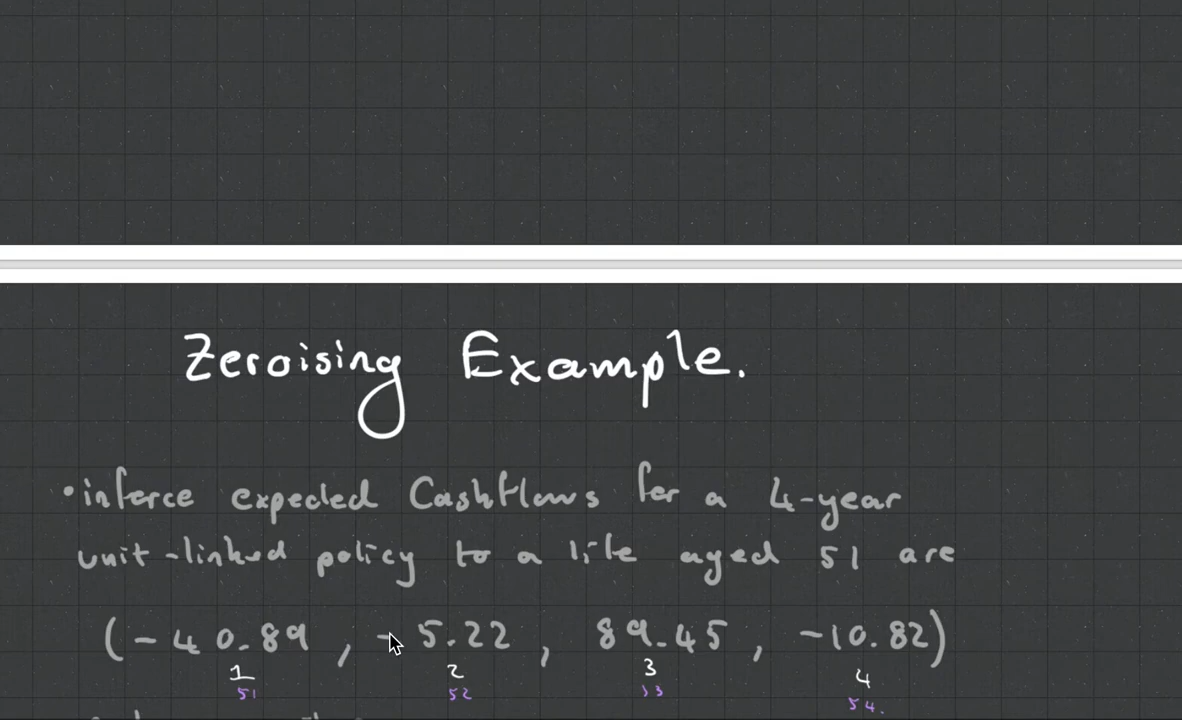 Zeroising Example.
• inforce expected Cashflows for a 4-year
unit-linked policy to a life aged 51 are
(-40.89, -5.22, 89.45, -10.82)
1 2 3 4
51 52 53 54.